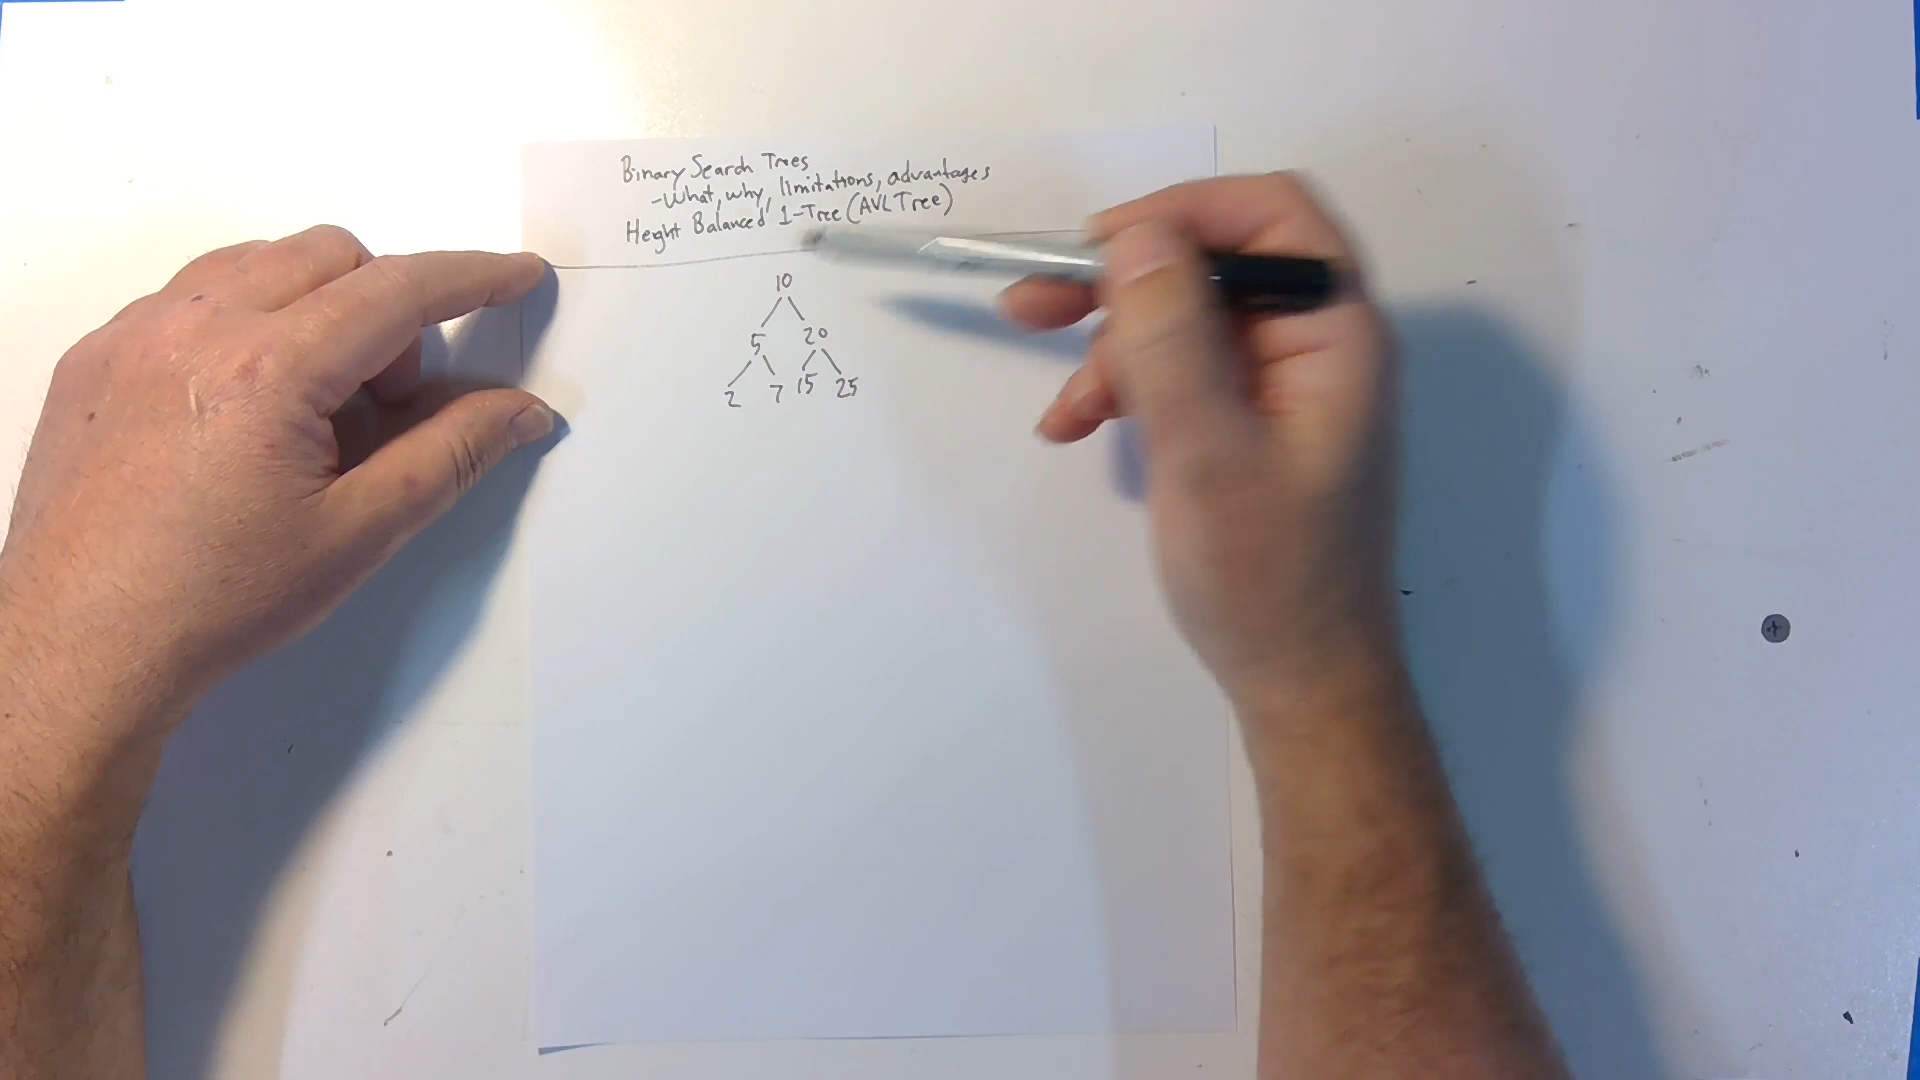 Binary Search Trees
-What, why, limitations, advantages
Height Balanced 1-Tree (AVL Tree)
10
5 20
2 7 15 25